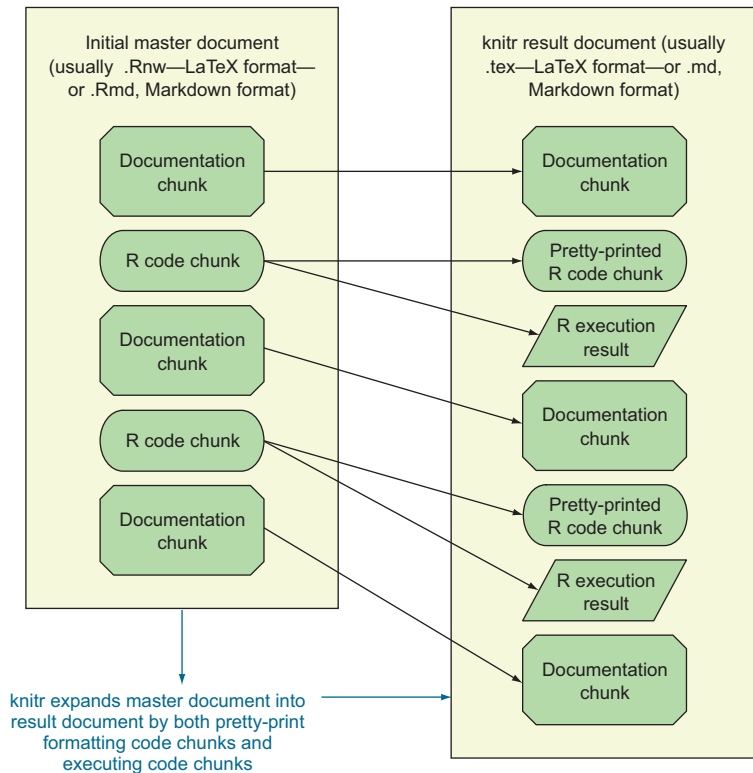 Initial master document
(usually .Rnw—LaTeX format—
or .Rmd, Markdown format)
Documentation
chunk
R code chunk
Documentation
chunk
R code chunk
Documentation
chunk
knitr expands master document into
result document by both pretty-print
formatting code chunks and
executing code chunks
knitr result document (usually
.tex—LaTeX format—or .md,
Markdown format)
Documentation
chunk
Pretty-printed
R code chunk
R execution
result
Documentation
chunk
Pretty-printed
R code chunk
R execution
result
Documentation
chunk